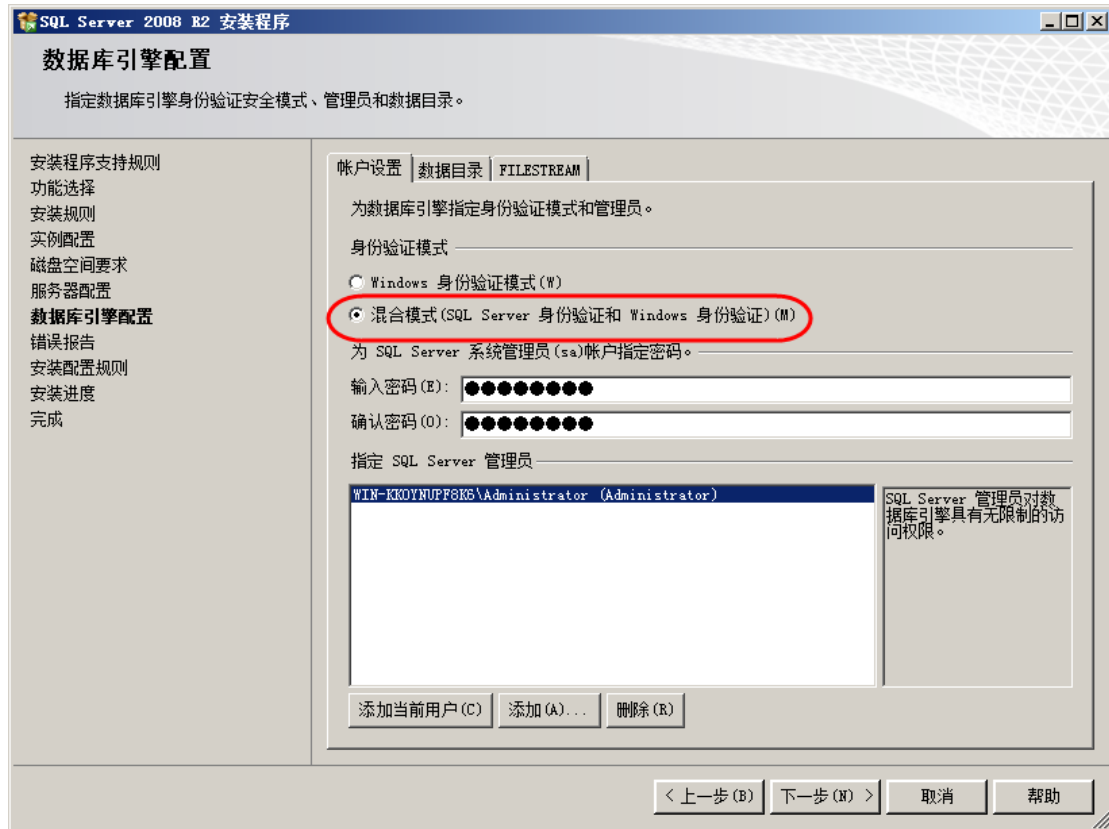 SQL Server 2008 R2 安装程序
数据库引擎配置
指定数据库引擎身份验证安全模式、管理员和数据目录。
安装程序支持规则
功能选择
安装规则
实例配置
磁盘空间要求
服务器配置
数据库引擎配置
错误报告
安装配置规则
安装进度
完成
帐户设置 数据目录 FILESTREAM
为数据库引擎指定身份验证模式和管理员。
身份验证模式
Windows 身份验证模式(W)
混合模式(SQL Server 身份验证和 Windows 身份验证)(M)
为 SQL Server 系统管理员(sa)帐户指定密码。
输入密码(E): ●●●●●●●●
确认密码(O): ●●●●●●●●
指定 SQL Server 管理员
WIN-KKOYNUPF8K6\Administrator (Administrator)
SQL Server 管理员对数
据库引擎具有无限制的访
问权限。
添加当前用户(C) 添加(A)... 删除(R)
< 上一步(B) 下一步(N) > 取消 帮助